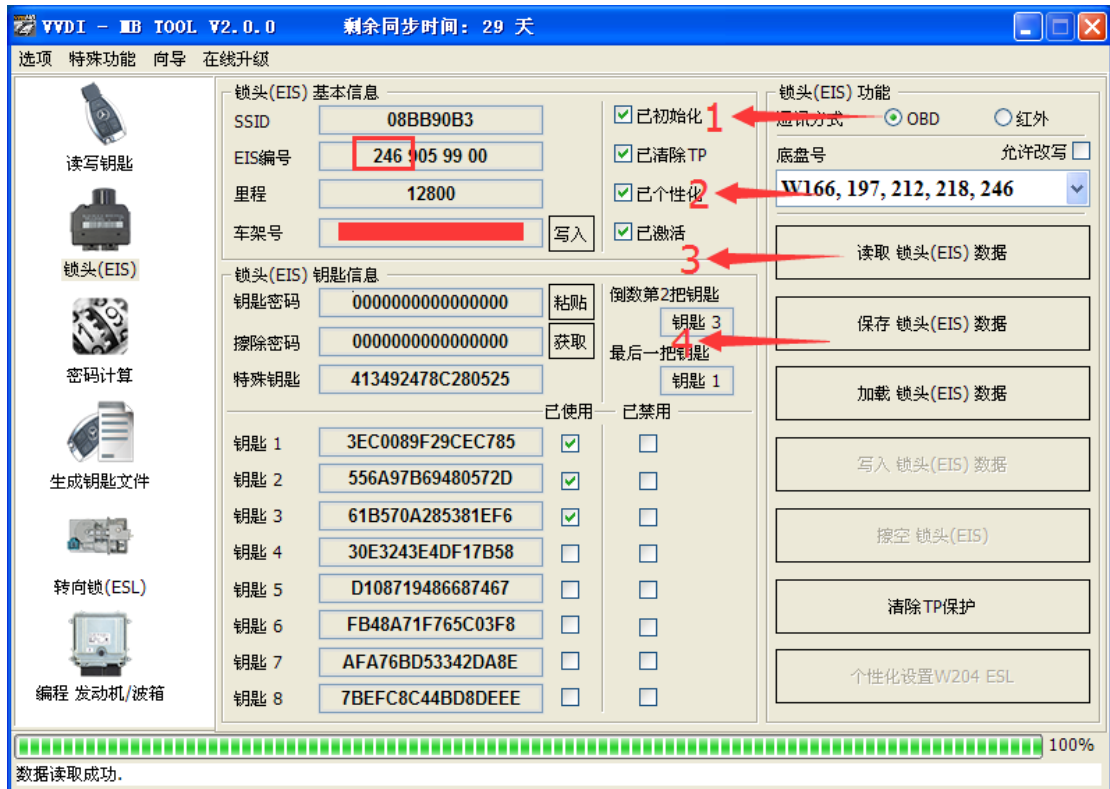 VVDI - MB TOOL V2.0.0 剩余同步时间: 29 天
选项 特殊功能 向导 在线升级
读写钥匙
锁头(EIS)
密码计算
生成钥匙文件
转向锁(ESL)
编程 发动机/波箱
锁头(EIS) 基本信息
SSID 08BB90B3
EIS编号 246 905 99 00
里程 12800
车架号 写入
已初始化 1
已清除TP
已个性化 2
已激活
3
锁头(EIS) 钥匙信息
钥匙密码 0000000000000000 粘贴
擦除密码 0000000000000000 获取
特殊钥匙 413492478C280525
倒数第2把钥匙
钥匙 3
4
最后一把钥匙
钥匙 1
已使用 已禁用
钥匙 1 3EC0089F29CEC785
钥匙 2 556A97B69480572D
钥匙 3 61B570A285381EF6
钥匙 4 30E3243E4DF17B58
钥匙 5 D108719486687467
钥匙 6 FB48A71F765C03F8
钥匙 7 AFA76BD53342DA8E
钥匙 8 7BEFC8C44BD8DEEE
锁头(EIS) 功能
通讯方式 OBD 红外
底盘号 允许改写
W166, 197, 212, 218, 246
读取 锁头(EIS) 数据
保存 锁头(EIS) 数据
加载 锁头(EIS) 数据
写入 锁头(EIS) 数据
擦空 锁头(EIS)
清除TP保护
个性化设置W204 ESL
100%
数据读取成功.